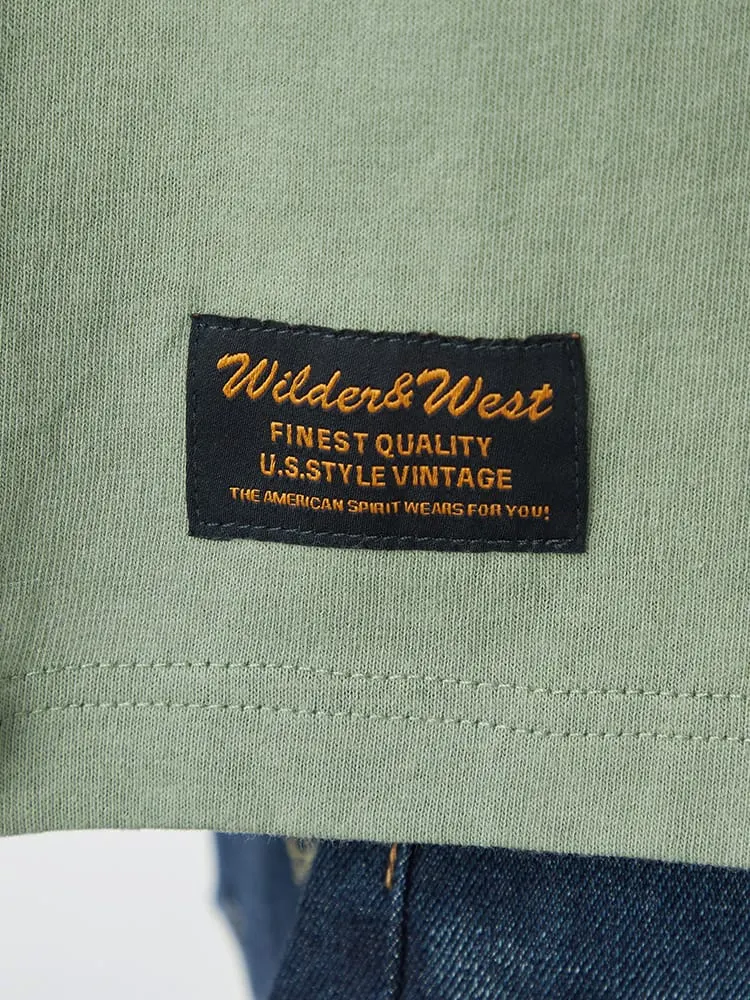 Wilder&West
FINEST QUALITY
U.S.STYLE VINTAGE
THE AMERICAN SPIRIT WEARS FOR YOU!